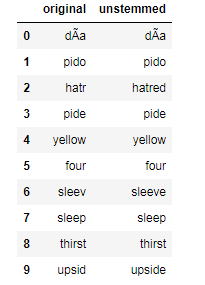 original unstemmed
0 dÃa dÃa
1 pido pido
2 hatr hatred
3 pide pide
4 yellow yellow
5 four four
6 sleev sleeve
7 sleep sleep
8 thirst thirst
9 upsid upside